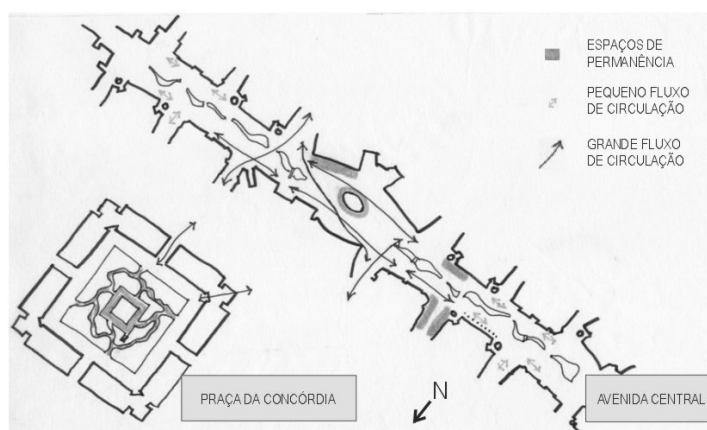 ESPAÇOS DE
PERMANÊNCIA
PEQUENO FLUXO
DE CIRCULAÇÃO
GRANDE FLUXO
DE CIRCULAÇÃO
PRAÇA DA CONCÓRDIA
N
AVENIDA CENTRAL